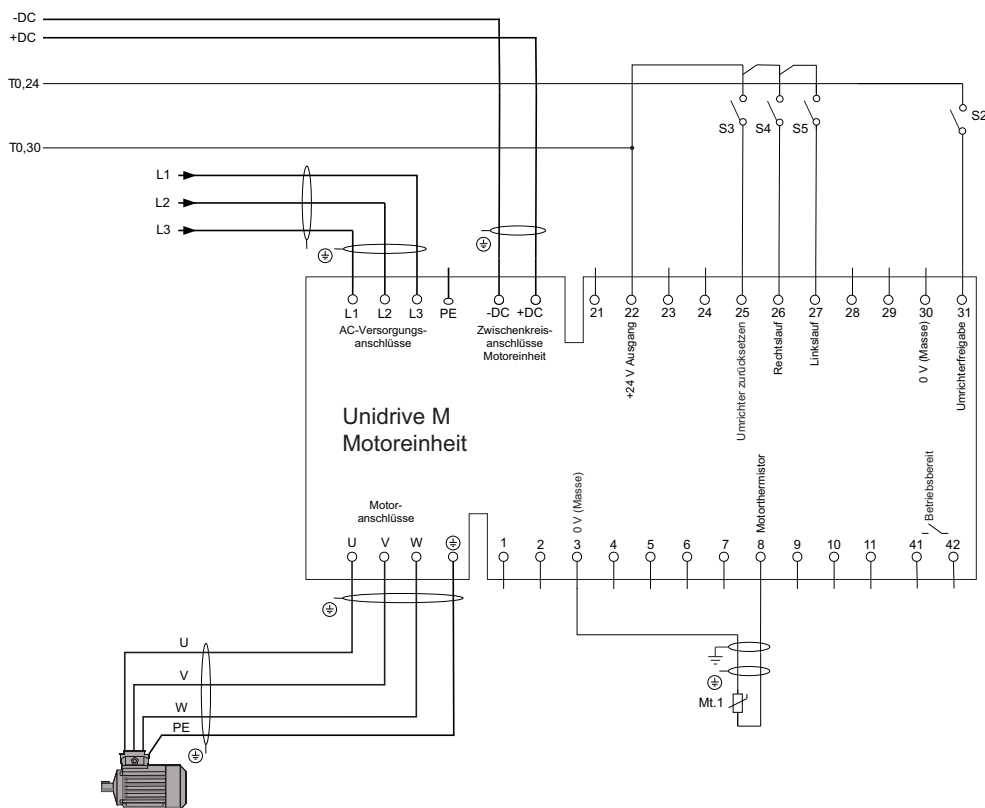 -DC
+DC
T0,24
T0,30
S3
S4
S5
S2
L1
L2
L3
L1
L2
L3
PE
-DC
+DC
21
22
23
24
25
26
27
28
29
30
31
AC-Versorgungs-
anschlüsse
Zwischenkreis-
anschlüsse
Motoreinheit
+24 V Ausgang
Umrichter zurücksetzen
Rechtslauf
Linkslauf
0 V (Masse)
Umrichterfreigabe
Unidrive M
Motoreinheit
Motor-
anschlüsse
0 V (Masse)
Motorthermistor
Betriebsbereit
U
V
W
1
2
3
4
5
6
7
8
9
10
11
41
42
U
V
W
PE
Mt.1